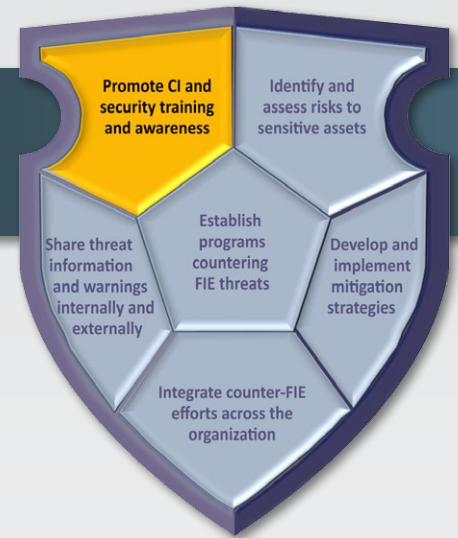 Promote CI and
security training
and awareness
Identify and
assess risks to
sensitive assets
Share threat
information
and warnings
internally and
externally
Establish
programs
countering
FIE threats
Develop and
implement
mitigation
strategies
Integrate counter-FIE
efforts across the
organization